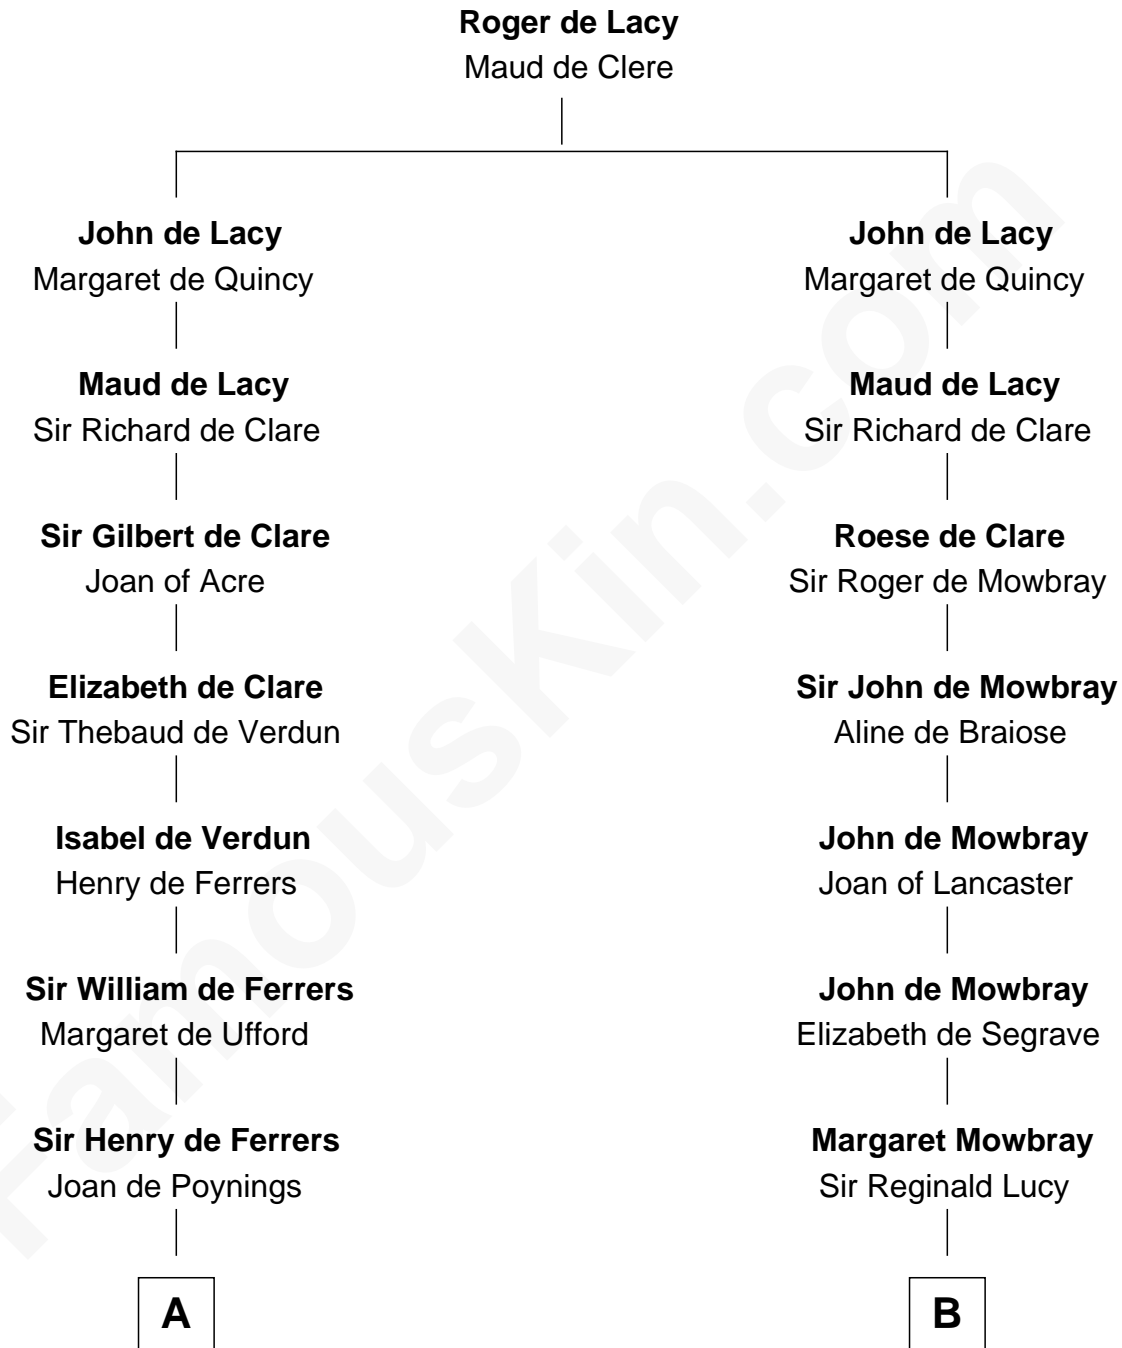 Roger de Lacy
Maud de Clere
John de Lacy
Margaret de Quincy
John de Lacy
Margaret de Quincy
Maud de Lacy
Sir Richard de Clare
Maud de Lacy
Sir Richard de Clare
Sir Gilbert de Clare
Joan of Acre
Roese de Clare
Sir Roger de Mowbray
Elizabeth de Clare
Sir Thebaud de Verdun
Sir John de Mowbray
Aline de Braiose
Isabel de Verdun
Henry de Ferrers
John de Mowbray
Joan of Lancaster
Sir William de Ferrers
Margaret de Ufford
John de Mowbray
Elizabeth de Segrave
Sir Henry de Ferrers
Joan de Poynings
Margaret Mowbray
Sir Reginald Lucy
A
B
FamousKin.com